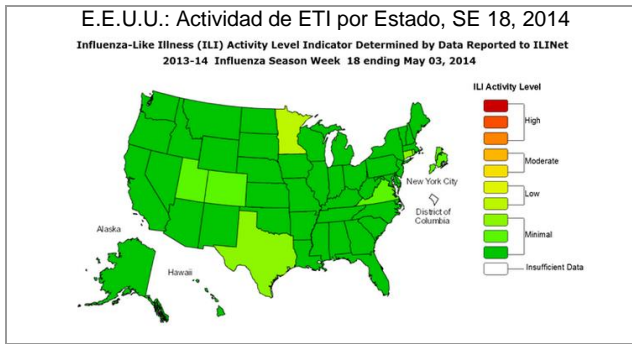 E.E.U.U.: Actividad de ETI por Estado, SE 18, 2014
Influenza-Like Illness (ILI) Activity Level Indicator Determined by Data Reported to ILINet
2013-14 Influenza Season Week 18 ending May 03, 2014
ILI Activity Level
High
Moderate
New York City
Low
District of
Columbia
Alaska
Minimal
Hawaii
Insufficient Data